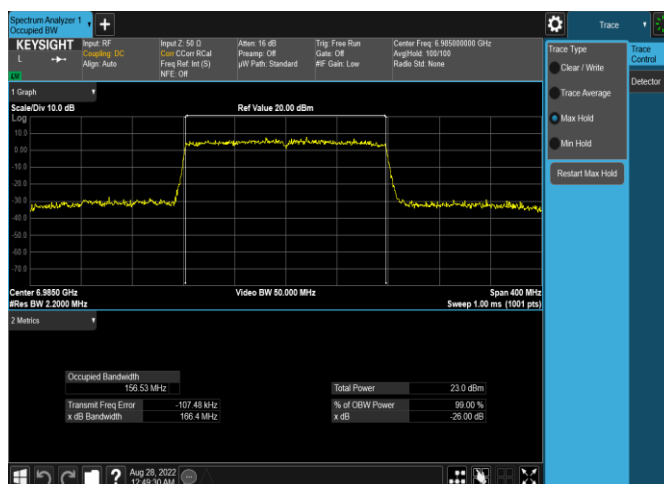 Spectrum Analyzer 1
Occupied BW
Trace
KEYSIGHT
L
LV
Input: RF
Coupling: DC
Align: Auto
Input Z: 50 Ω
Corr CCorr RCal
Freq Ref: Int (S)
NFE: Off
Atten: 16 dB
Preamp: Off
µW Path: Standard
Trig: Free Run
Gate: Off
#IF Gain: Low
Center Freq: 6.985000000 GHz
Avg|Hold: 100/100
Radio Std: None
Trace Type
Clear / Write
Trace Average
Max Hold
Min Hold
Restart Max Hold
Trace
Control
Detector
1 Graph
Scale/Div 10.0 dB
Ref Value 20.00 dBm
Log
10.0
0.00
-10.0
-20.0
-30.0
-40.0
-50.0
-60.0
-70.0
Center 6.9850 GHz
#Res BW 2.2000 MHz
Video BW 50.000 MHz
Span 400 MHz
Sweep 1.00 ms (1001 pts)
2 Metrics
Occupied Bandwidth
156.53 MHz
Transmit Freq Error -107.48 kHz
x dB Bandwidth 166.4 MHz
Total Power 23.0 dBm
% of OBW Power 99.00 %
x dB -26.00 dB
?
Aug 28, 2022
12:49:30 AM